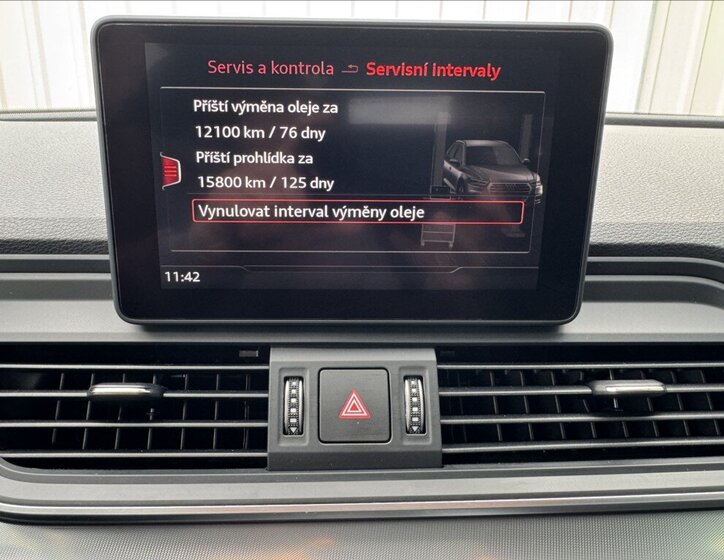 Servis a kontrola Servisní intervaly
Příští výměna oleje za
12100 km / 76 dny
Příští prohlídka za
15800 km / 125 dny
Vynulovat interval výměny oleje
11:42